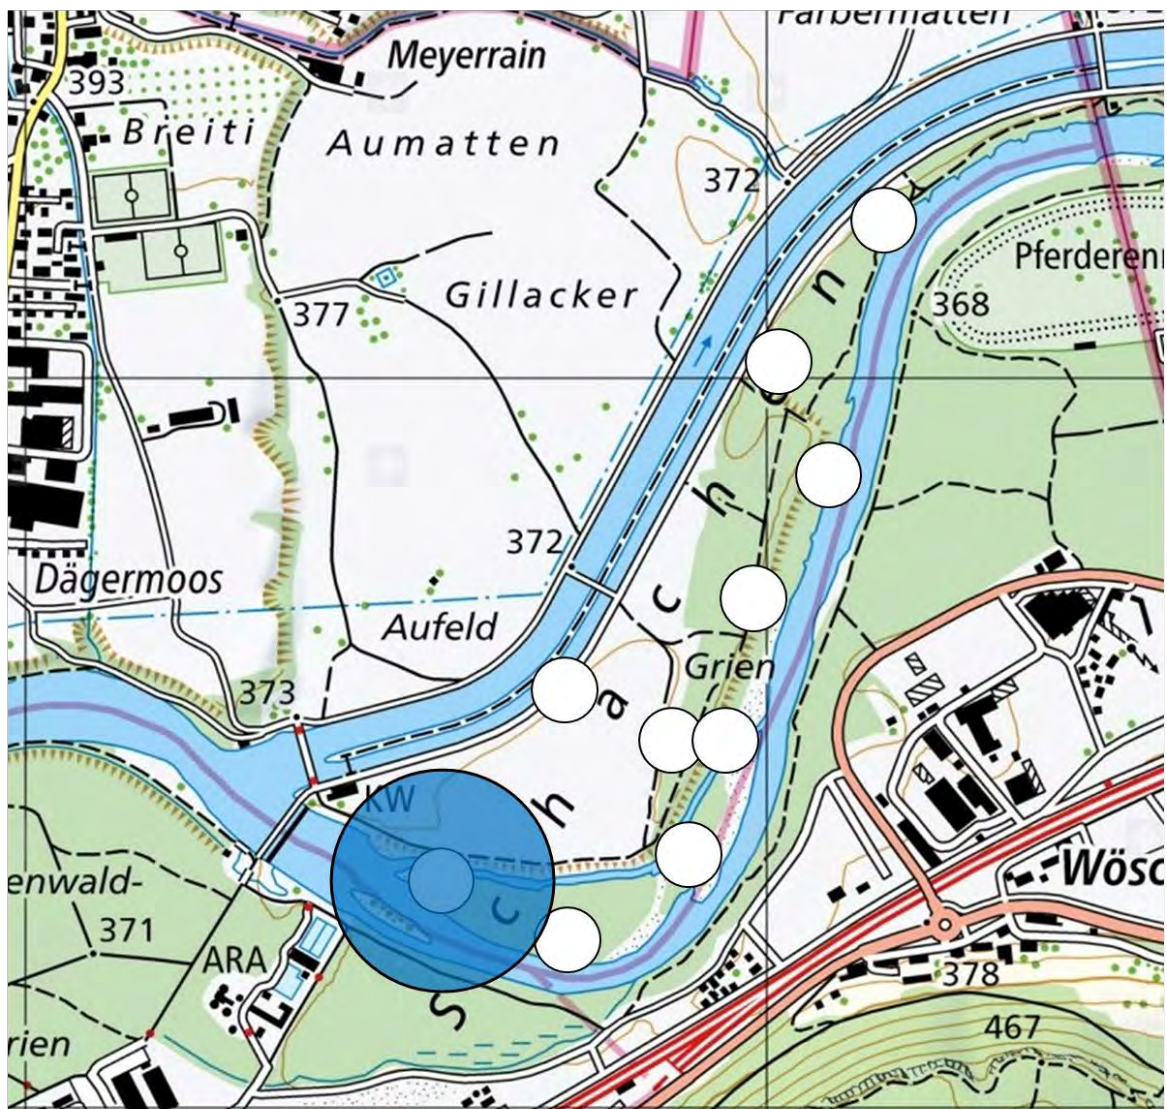 Färbermatten
Meyerrain
393
Breiti
Aumatten
372
Pferderenn
Gillacker
377
368
372
Dägermoos
Aufeld
Grien
373
KW
Wösc
enwald-
371
ARA
378
467
rien
S c h a c h e n